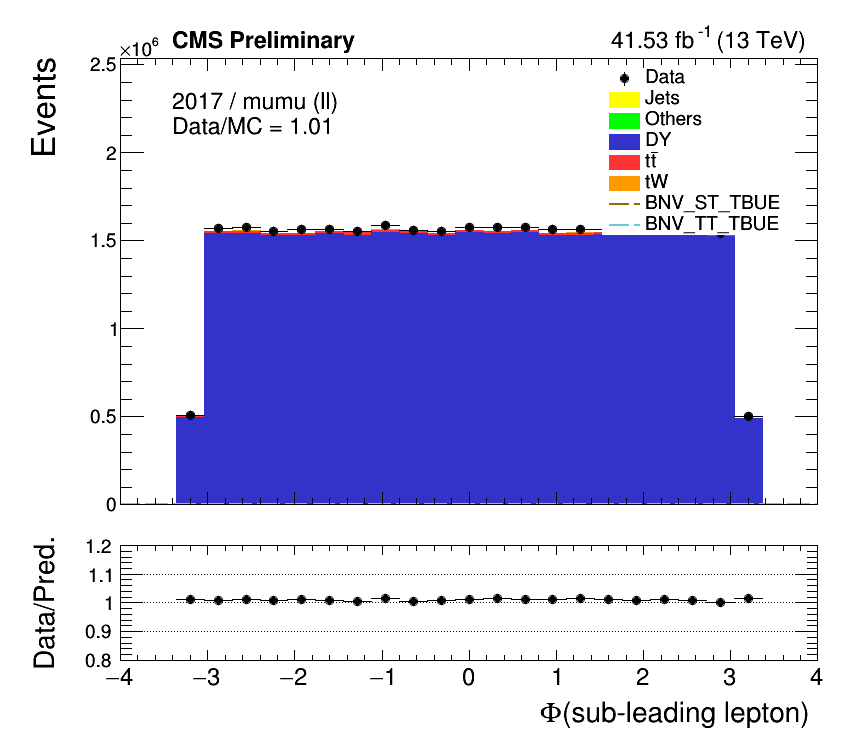 ×10⁶ CMS Preliminary 41.53 fb⁻¹ (13 TeV)
Events
2.5
2
1.5
1
0.5
0
2017 / mumu (ll)
Data/MC = 1.01
Data
Jets
Others
DY
tt̄
tW
BNV_ST_TBUE
BNV_TT_TBUE
Data/Pred.
1.2
1.1
1
0.9
0.8
−4 −3 −2 −1 0 1 2 3 4
Φ(sub-leading lepton)